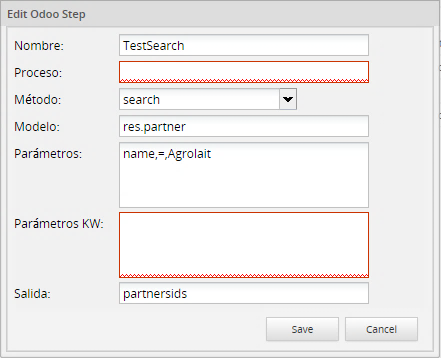 Edit Odoo Step
Nombre: TestSearch
Proceso:
Método: search
Modelo: res.partner
Parámetros: name,=,Agrolait
Parámetros KW:
Salida: partnersids
Save Cancel